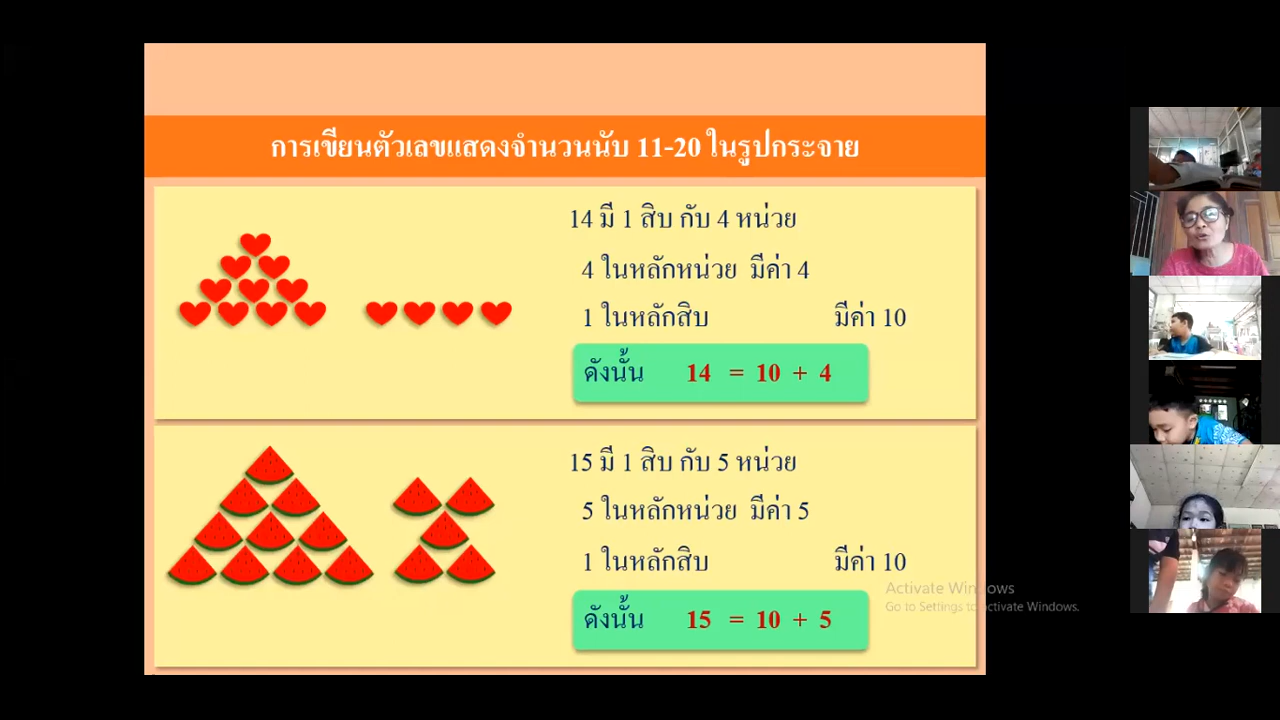 การเขียนตัวเลขแสดงจำนวนนับ 11-20 ในรูปกระจาย
14 มี 1 สิบ กับ 4 หน่วย
4 ในหลักหน่วย มีค่า 4
1 ในหลักสิบ มีค่า 10
ดังนั้น 14 = 10 + 4
15 มี 1 สิบ กับ 5 หน่วย
5 ในหลักหน่วย มีค่า 5
1 ในหลักสิบ มีค่า 10
ดังนั้น 15 = 10 + 5
Activate Windows
Go to Settings to activate Windows.